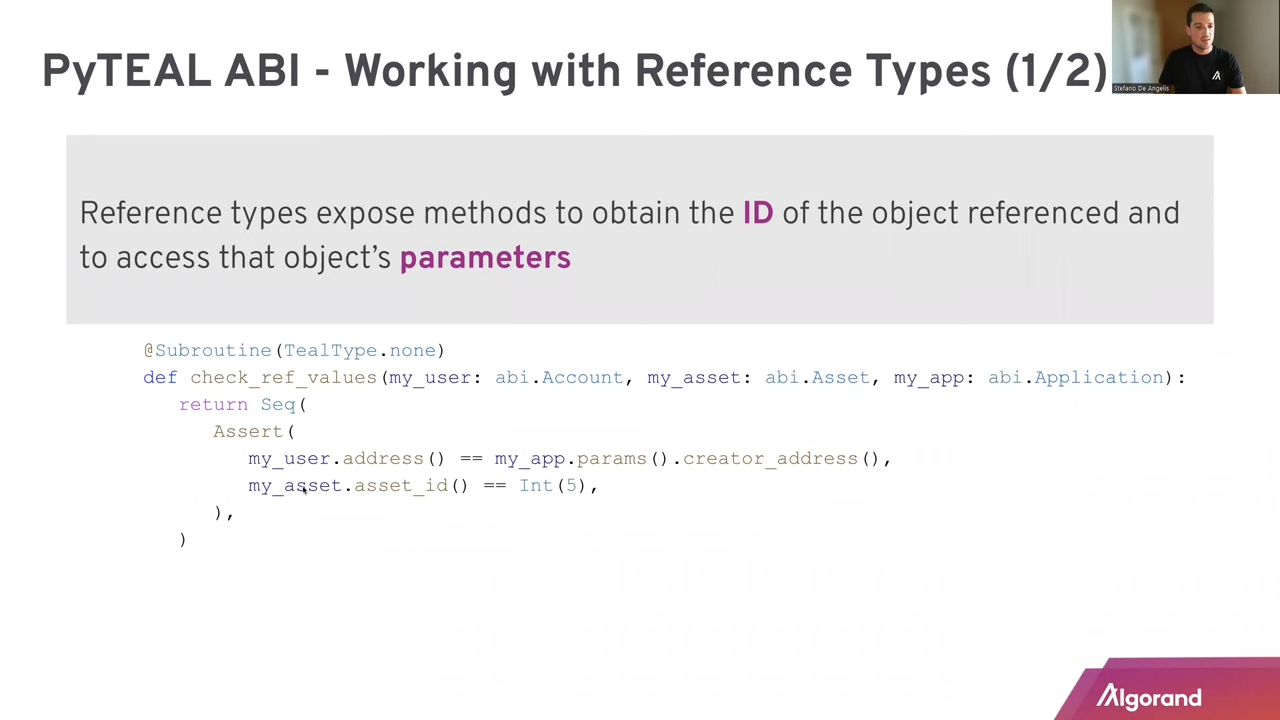 PyTEAL ABI - Working with Reference Types (1/2)
Stefano De Angelis
Reference types expose methods to obtain the ID of the object referenced and
to access that object’s parameters
@Subroutine(TealType.none)
def check_ref_values(my_user: abi.Account, my_asset: abi.Asset, my_app: abi.Application):
return Seq(
Assert(
my_user.address() == my_app.params().creator_address(),
my_asset.asset_id() == Int(5),
),
)
Algorand